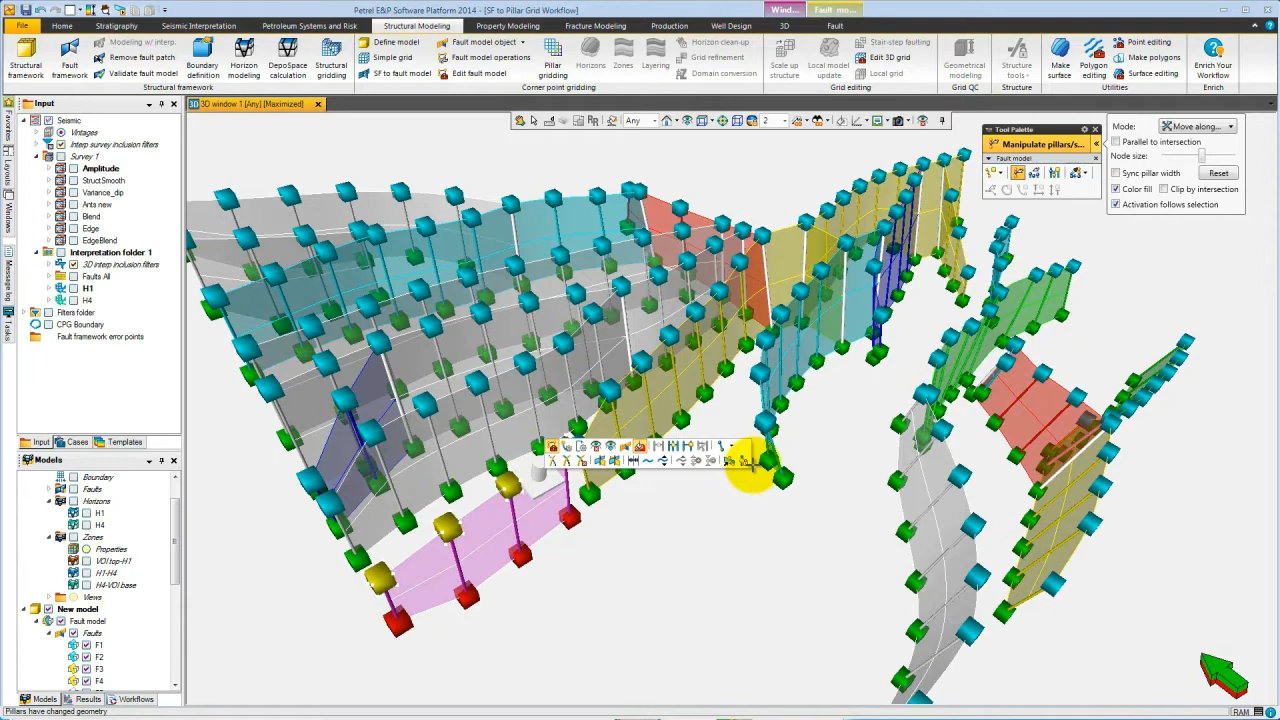 Petrel E&P Software Platform 2014 - [SF to Pillar Grid Workflow]
Wind...
Fault mo...
File
Home
Stratigraphy
Seismic Interpretation
Petroleum Systems and Risk
Structural Modeling
Property Modeling
Fracture Modeling
Production
Well Design
3D
Fault
Structural framework
Fault framework
Modeling w/ interp.
Remove fault patch
Validate fault model
Boundary definition
Horizon modeling
DepoSpace calculation
Structural gridding
Structural framework
Define model
SF to fault model
Fault model object
Fault model operations
Edit fault model
Pillar gridding
Horizons
Zones
Layering
Horizon clean-up
Grid refinement
Domain conversion
Corner point gridding
Scale up structure
Local model update
Stair-step faulting
Edit 3D grid
Local grid
Grid editing
Geometrical modeling
Grid QC
Structure tools
Structure
Make surface
Polygon editing
Point editing
Make polygons
Surface editing
Utilities
Enrich Your Workflow
Enrich
Favorites
Layouts
Windows
Message log
Tasks
Input
Seismic
Vintages
Interp survey inclusion filters
Survey 1
Amplitude
StructSmooth
Variance_dip
Ants new
Blend
Edge
EdgeBlend
Interpretation folder 1
3D interp inclusion filters
Faults All
H1
H4
Filters folder
CPG Boundary
Fault framework error points
Input
Cases
Templates
Models
Boundary
Faults
Horizons
H1
H4
Zones
Properties
VOI top-H1
H1-H4
H4-VOI base
Views
New model
Fault model
Faults
F1
F2
F3
F4
Models
Results
Workflows
Pillars have changed geometry
RAM
3D window 1 [Any] [Maximized]
Any
2
Tool Palette
Manipulate pillars/s...
Fault model
Mode:
Move along...
Parallel to intersection
Node size:
Sync pillar width
Reset
Color fill
Clip by intersection
Activation follows selection